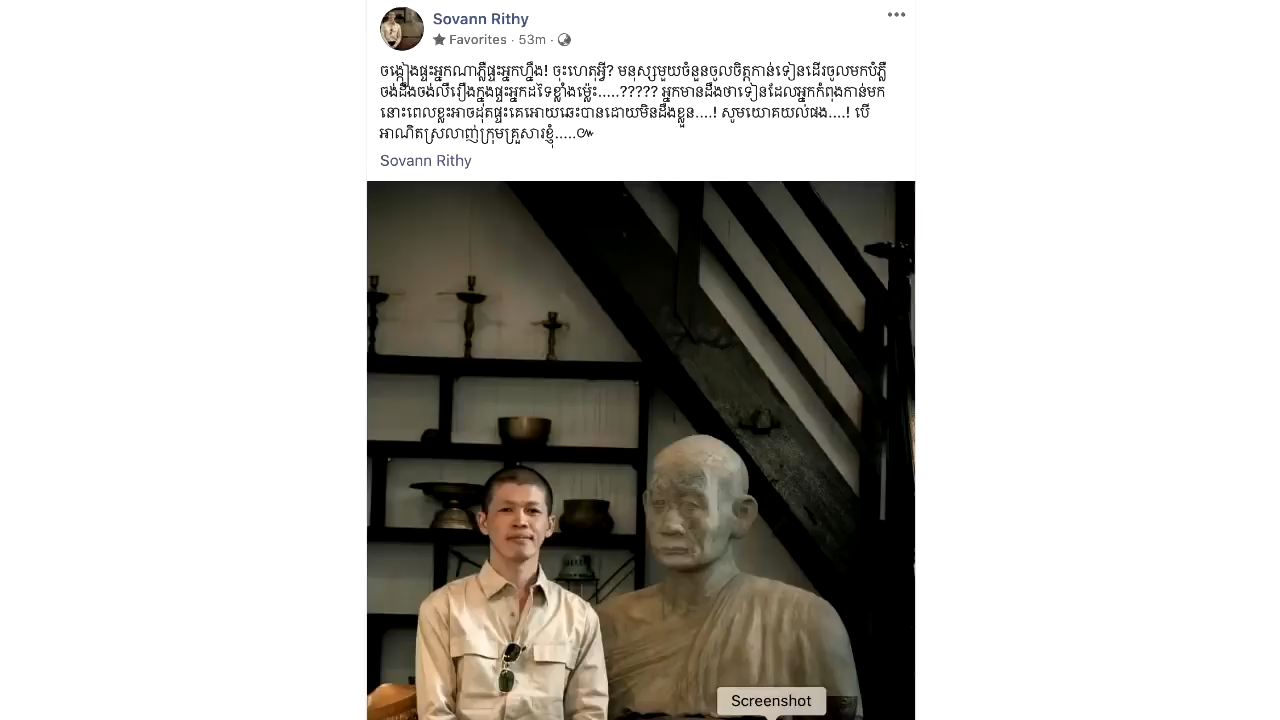 Sovann Rithy
Favorites · 53m ·
ចង្កៀងផ្ទះអ្នកណាភ្លឺផ្ទះអ្នកហ្នឹង! ចុះហេតុអ្វី? មនុស្សមួយចំនួនចូលចិត្តកាន់ទៀនដើរចូលមកបំភ្លឺ
ចង់ដឹងចង់លឺរឿងក្នុងផ្ទះអ្នកដទៃខ្លាំងម្ល៉េះ.....????? អ្នកមានដឹងថាទៀនដែលអ្នកកំពុងកាន់មក
នោះពេលខ្លះអាចដុតផ្ទះគេអោយឆេះបានដោយមិនដឹងខ្លួន....! សូមយោគយល់ផង....! បើ
អាណិតស្រលាញ់ក្រុមគ្រួសារខ្ញុំ.....៚
Sovann Rithy
Screenshot